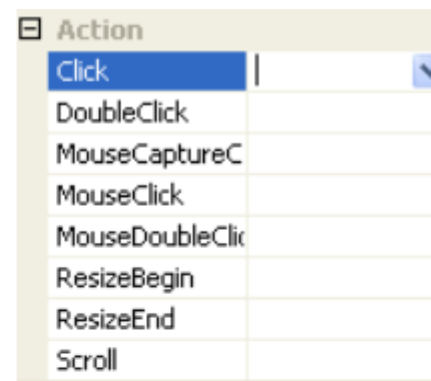 Action
Click
DoubleClick
MouseCaptureC
MouseClick
MouseDoubleClic
ResizeBegin
ResizeEnd
Scroll